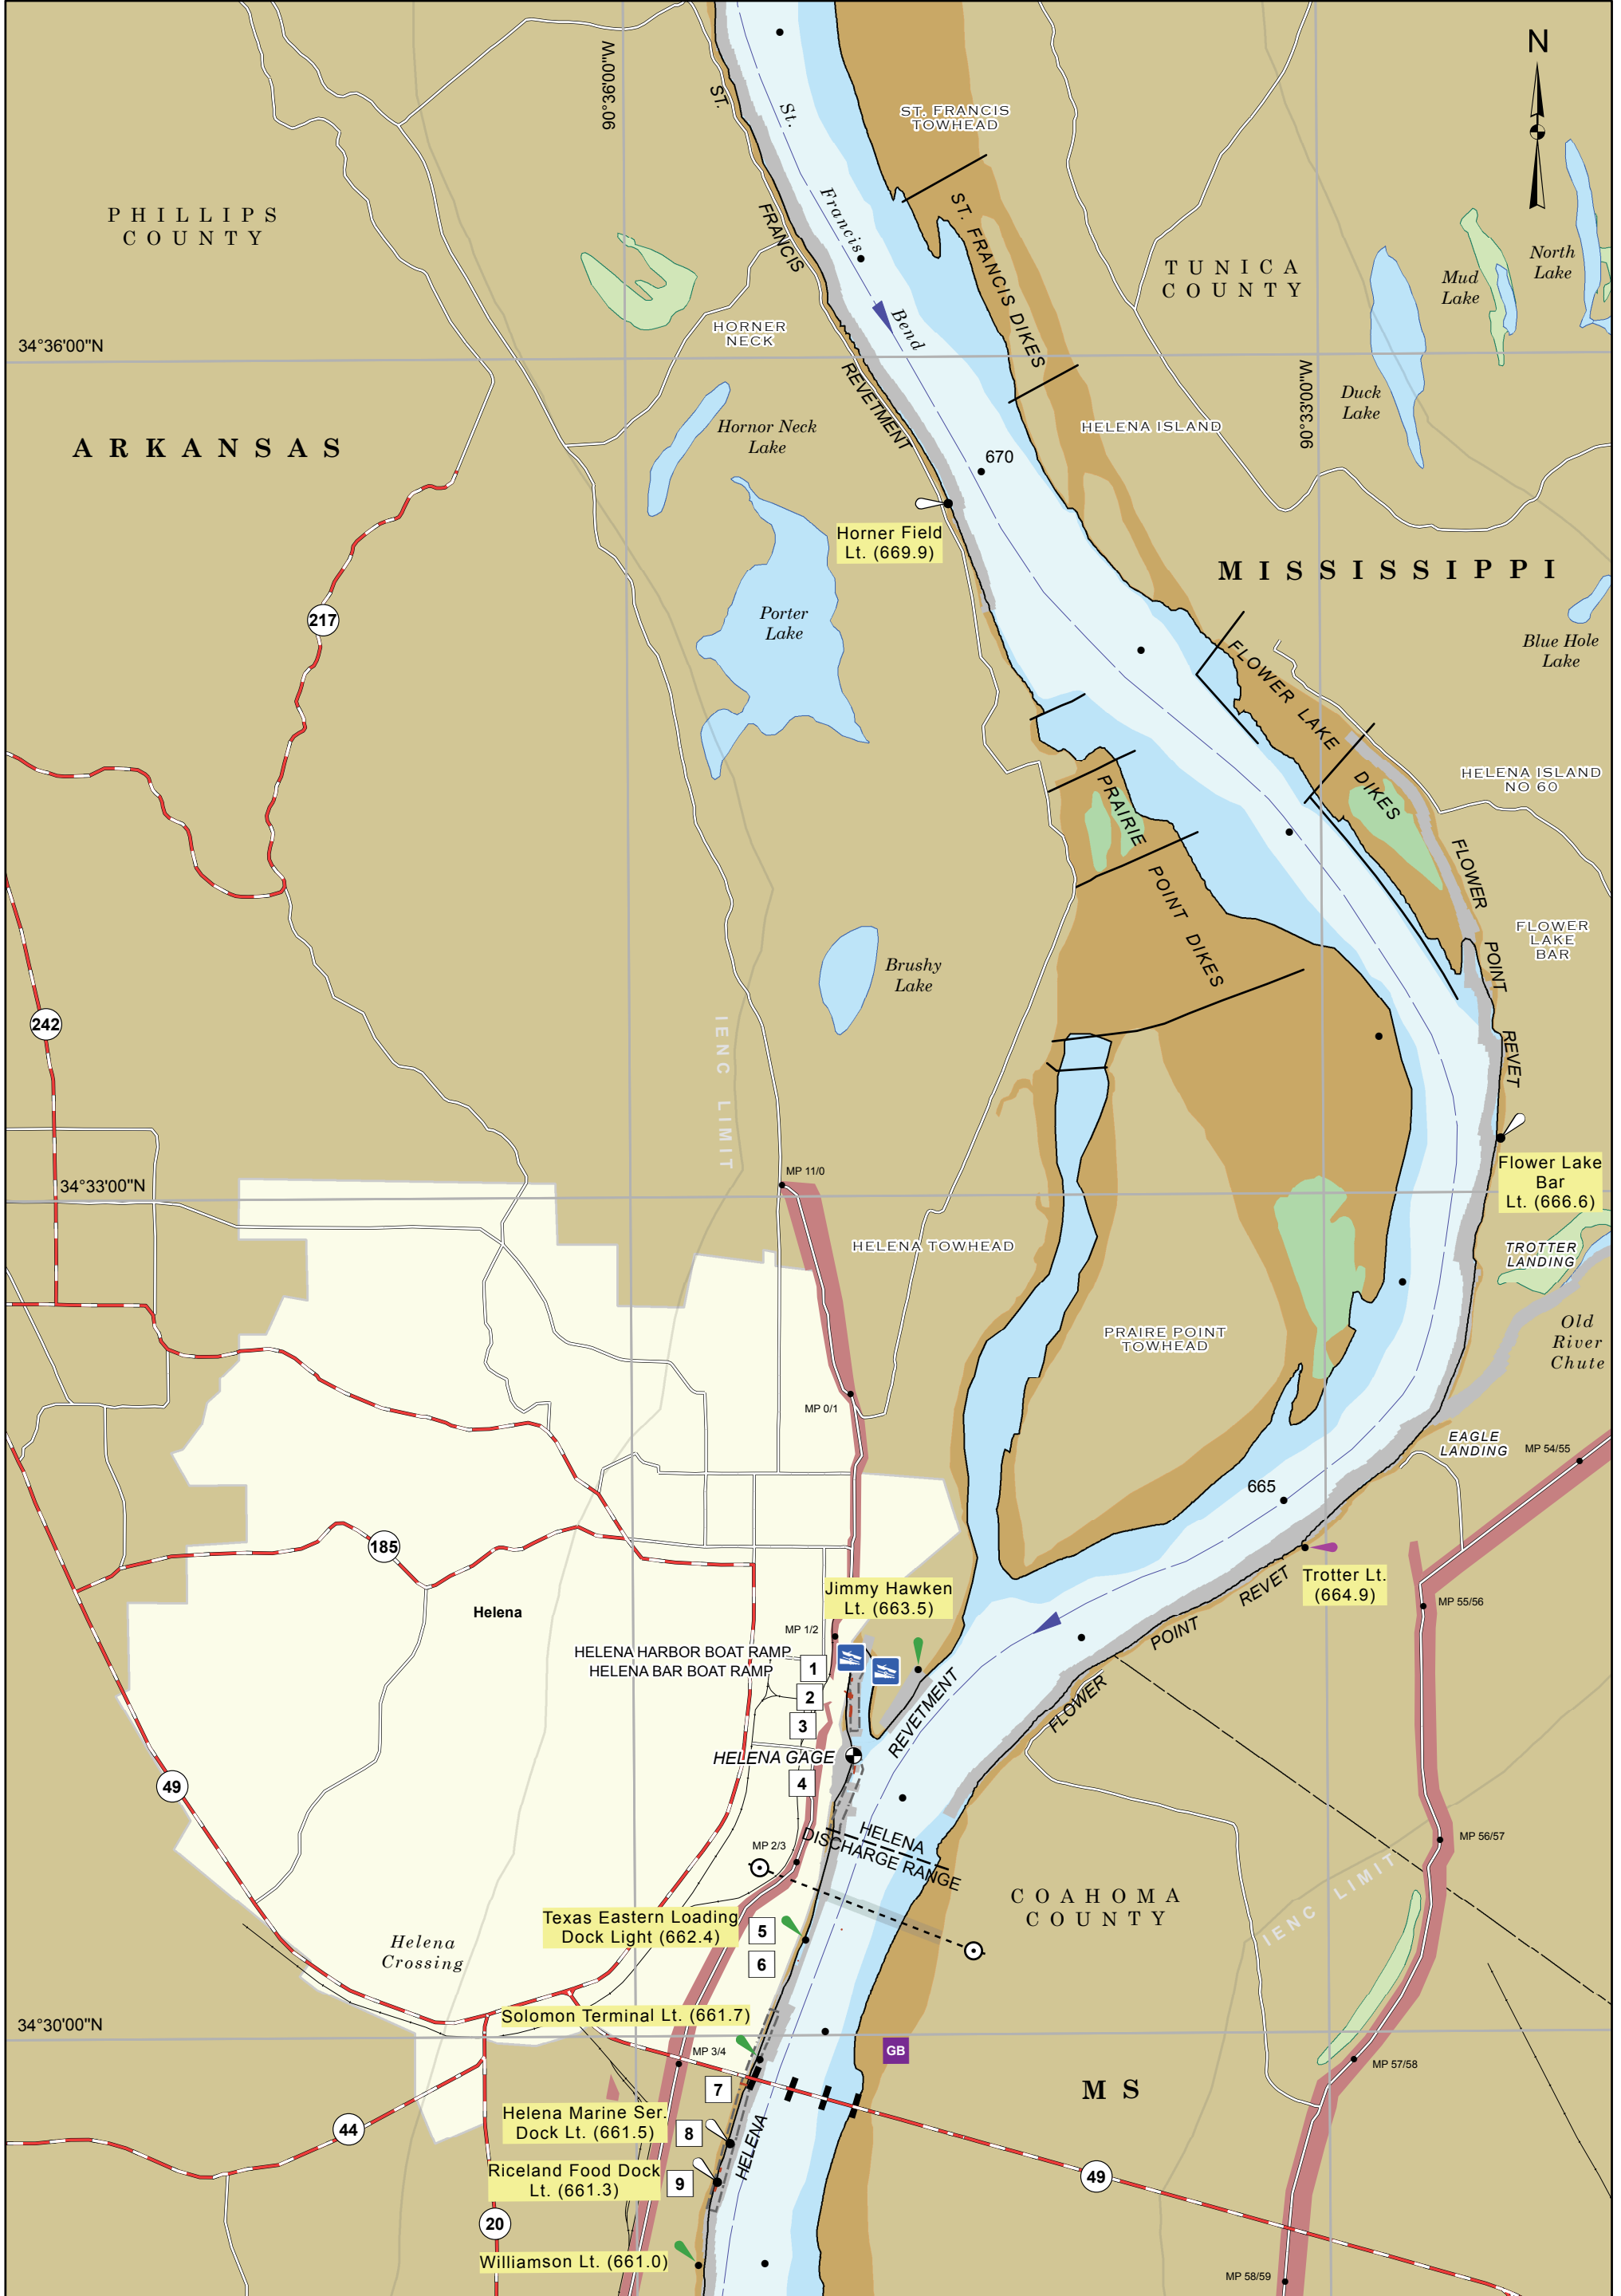 N
90°36'00"W
ST.
St.
ST. FRANCIS
TOWHEAD
PHILLIPS
COUNTY
Francis
FRANCIS
ST. FRANCIS DIKES
TUNICA
COUNTY
North
Lake
Mud
Lake
Bend
HORNER
NECK
34°36'00"N
REVETMENT
90°33'00"W
Duck
Lake
Hornor Neck
Lake
HELENA ISLAND
ARKANSAS
670
Horner Field
Lt. (669.9)
MISSISSIPPI
217
Porter
Lake
Blue Hole
Lake
FLOWER LAKE
DIKES
HELENA ISLAND
NO 60
PRAIRIE
POINT DIKES
FLOWER
POINT
REVET
FLOWER
LAKE
BAR
Brushy
Lake
242
IENC LIMIT
Flower Lake
Bar
Lt. (666.6)
MP 11/0
34°33'00"N
HELENA TOWHEAD
TROTTER
LANDING
PRAIRE POINT
TOWHEAD
Old
River
Chute
MP 0/1
EAGLE
LANDING
MP 54/55
665
185
Trotter Lt.
(664.9)
Jimmy Hawken
Lt. (663.5)
REVET
POINT
FLOWER
MP 55/56
Helena
MP 1/2
HELENA HARBOR BOAT RAMP
HELENA BAR BOAT RAMP
1
2
3
REVETMENT
HELENA GAGE
4
49
HELENA
DISCHARGE RANGE
MP 2/3
MP 56/57
IENC LIMIT
COAHOMA
COUNTY
Texas Eastern Loading
Dock Light (662.4)
5
6
Helena
Crossing
Solomon Terminal Lt. (661.7)
34°30'00"N
GB
MP 3/4
MP 57/58
7
MS
Helena Marine Ser.
Dock Lt. (661.5)
8
HELENA
44
Riceland Food Dock
Lt. (661.3)
9
49
20
Williamson Lt. (661.0)
MP 58/59